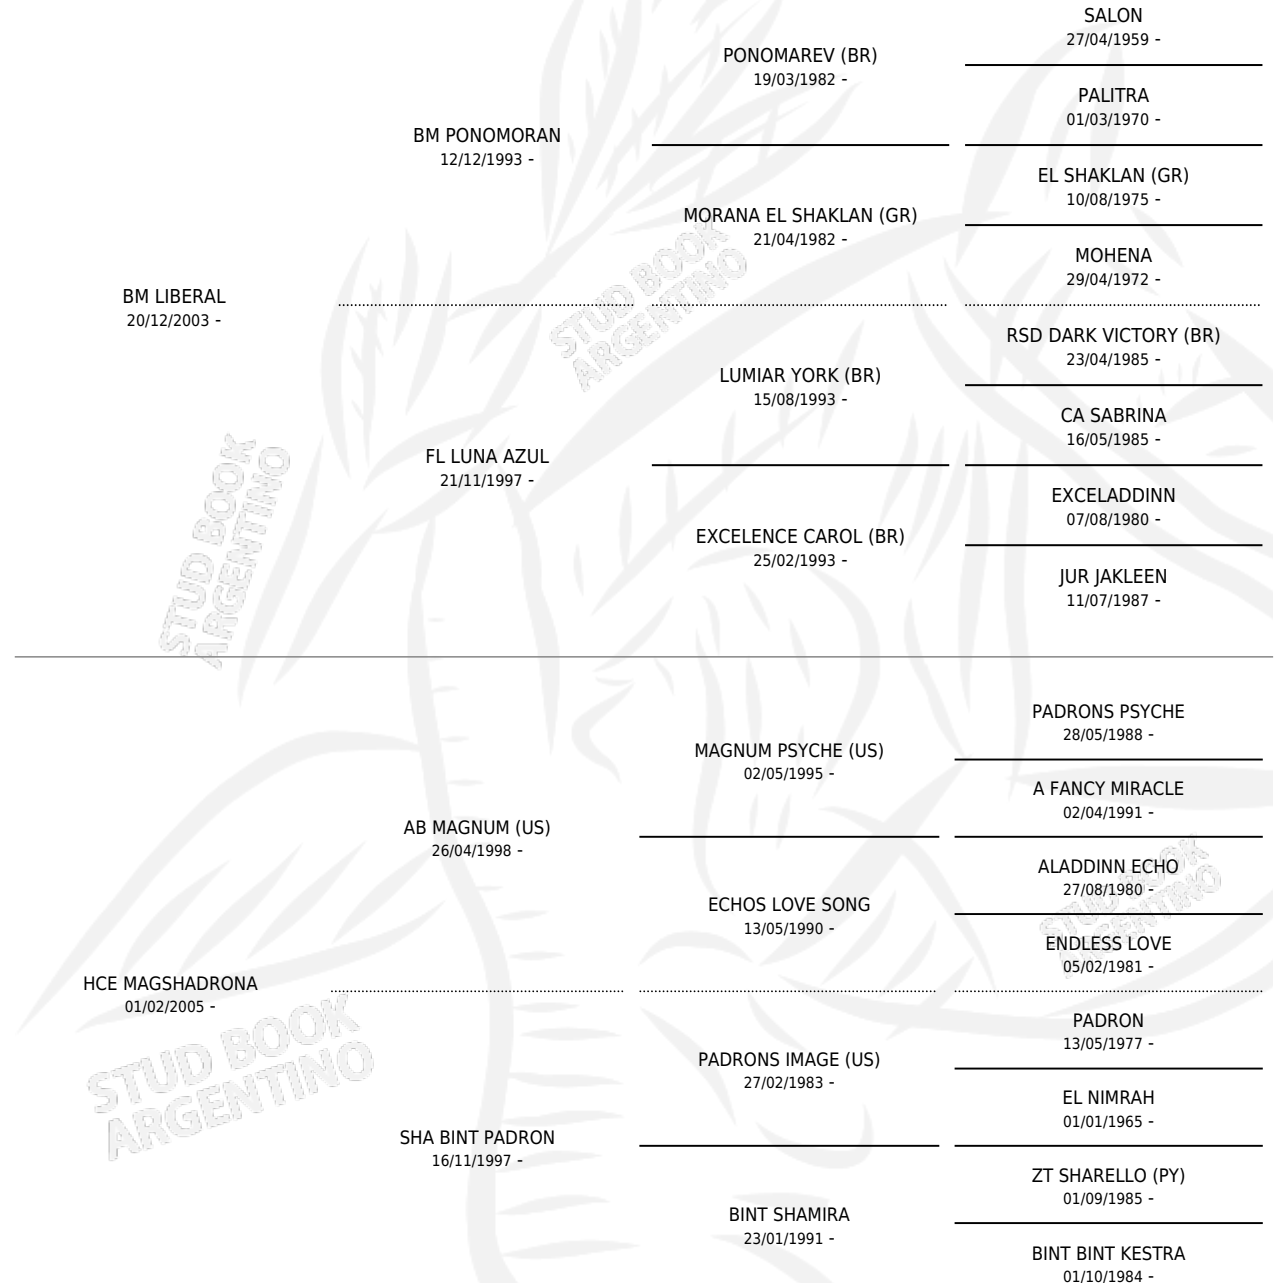 SALON
27/04/1959 -
PONOMAREV (BR)
19/03/1982 -
PALITRA
01/03/1970 -
BM PONOMORAN
12/12/1993 -
EL SHAKLAN (GR)
10/08/1975 -
MORANA EL SHAKLAN (GR)
21/04/1982 -
MOHENA
29/04/1972 -
BM LIBERAL
20/12/2003 -
RSD DARK VICTORY (BR)
23/04/1985 -
LUMIAR YORK (BR)
15/08/1993 -
CA SABRINA
16/05/1985 -
FL LUNA AZUL
21/11/1997 -
EXCELADDINN
07/08/1980 -
EXCELENCE CAROL (BR)
25/02/1993 -
JUR JAKLEEN
11/07/1987 -
PADRONS PSYCHE
28/05/1988 -
MAGNUM PSYCHE (US)
02/05/1995 -
A FANCY MIRACLE
02/04/1991 -
AB MAGNUM (US)
26/04/1998 -
ALADDINN ECHO
27/08/1980 -
ECHOS LOVE SONG
13/05/1990 -
ENDLESS LOVE
05/02/1981 -
HCE MAGSHADRONA
01/02/2005 -
PADRON
13/05/1977 -
PADRONS IMAGE (US)
27/02/1983 -
EL NIMRAH
01/01/1965 -
SHA BINT PADRON
16/11/1997 -
ZT SHARELLO (PY)
01/09/1985 -
BINT SHAMIRA
23/01/1991 -
BINT BINT KESTRA
01/10/1984 -
STUD BOOK
ARGENTINO
STUD BOOK
ARGENTINO
STUD BOOK
ARGENTINO
STUD BOOK
ARGENTINO